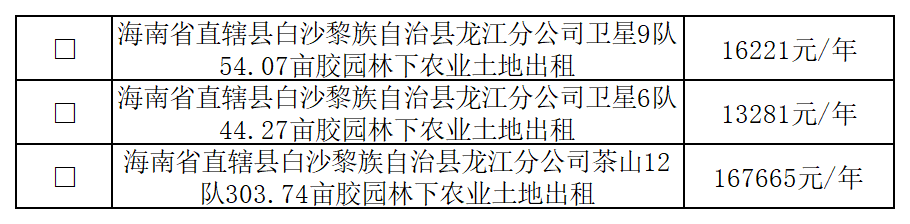 □
海南省直辖县白沙黎族自治县龙江分公司卫星9队
54.07亩胶园林下农业土地出租
16221元/年
□
海南省直辖县白沙黎族自治县龙江分公司卫星6队
44.27亩胶园林下农业土地出租
13281元/年
□
海南省直辖县白沙黎族自治县龙江分公司茶山12
队303.74亩胶园林下农业土地出租
167665元/年